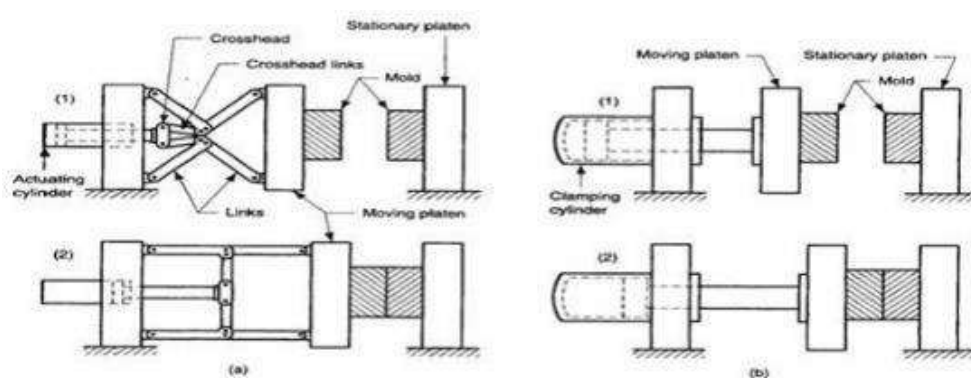 Stationary platen
Crosshead
Crosshead links
Mold
(1)
Actuating
cylinder
Links
Moving platen
(2)
(a)
Moving platen
Stationary platen
Mold
(1)
Clamping
cylinder
(2)
(b)